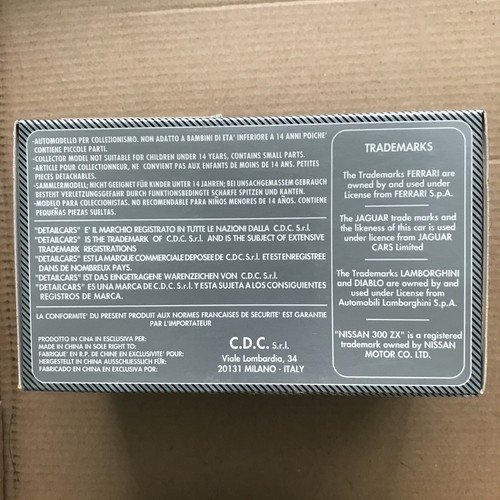 -AUTOMODELLO PER COLLEZIONISMO. NON ADATTO A BAMBINI DI ETA' INFERIORE A 14 ANNI POICHE'
CONTIENE PICCOLE PARTI.
-COLLECTOR MODEL NOT SUITABLE FOR CHILDREN UNDER 14 YEARS, CONTAINS SMALL PARTS.
-ARTICLE POUR COLLECTIONNEUR, NE CONVIENT PAS AUX ENFANTS DE MOINS DE 14 ANS. PETITES
PIECES DETACHABLES.
-SAMMLERMODEL; NICHT GEIGNET FÜR KINDER UNTER 14 JAHREN; BEI UNSACHGEMASSEM GEBRAUCH
BESTEHT VERLETZUNGSGEFAHR DURCH FUNKTIONSBEDINGTE SCHARFE SPITZEN UND KANTEN.
-MODELO PARA COLECCIONISTAS. NO RECOMENDABLE PARA NIÑOS MENORES DE 14 AÑOS. CONTIENE
PEQUEÑAS PIEZAS SUELTAS.
"DETAILCARS" E' IL MARCHIO REGISTRATO IN TUTTE LE NAZIONI DALLA C.D.C. S.r.l.
"DETAILCARS" IS THE TRADEMARK OF C.D.C. S.r.l. AND IS THE SUBJECT OF EXTENSIVE
TRADEMARK REGISTRATIONS
"DETAILCARS" EST LA MARQUE COMMERCIALE DEPOSEE DE C.D.C. S.r.l. ET EST ENREGISTREE
DANS DE NOMBREUX PAYS.
"DETAILCARS" IST DAS EINGETRAGENE WARENZEICHEN VON C.D.C. S.r.l.
"DETAILCARS" ES UNA MARCA DE C.D.C. S.r.l. Y ESTA SUJETA A LOS CONSIGUIENTES
REGISTROS DE MARCA.
LA CONFORMITE' DU PRESENT PRODUIT AUX NORMES FRANCAISES DE SECURITE' EST GARANTIE
PAR L'IMPORTATEUR
PRODOTTO IN CINA IN ESCLUSIVA PER:
MADE IN CHINA IN SOLE RIGHT TO:
FABRIQUE' EN R.P. DE CHINE EN EXCLUSIVITE' POUR:
HERGESTELLT IN CHINA AUSSCHLIESSLICH FÜR:
FABRICADO EN CHINA EN EXCLUSIVA POR:
C.D.C. S.r.l.
Viale Lombardia, 34
20131 MILANO - ITALY
TRADEMARKS
The Trademarks FERRARI are
owned by and used under
License from FERRARI S.p.A.
The JAGUAR trade marks and
the likeness of this car is used
under licence from JAGUAR
CARS Limited
The Trademarks LAMBORGHINI
and DIABLO are owned by and
used under License from
Automobili Lamborghini S.p.A.
"NISSAN 300 ZX" is a registered
trademark owned by NISSAN
MOTOR CO. LTD.